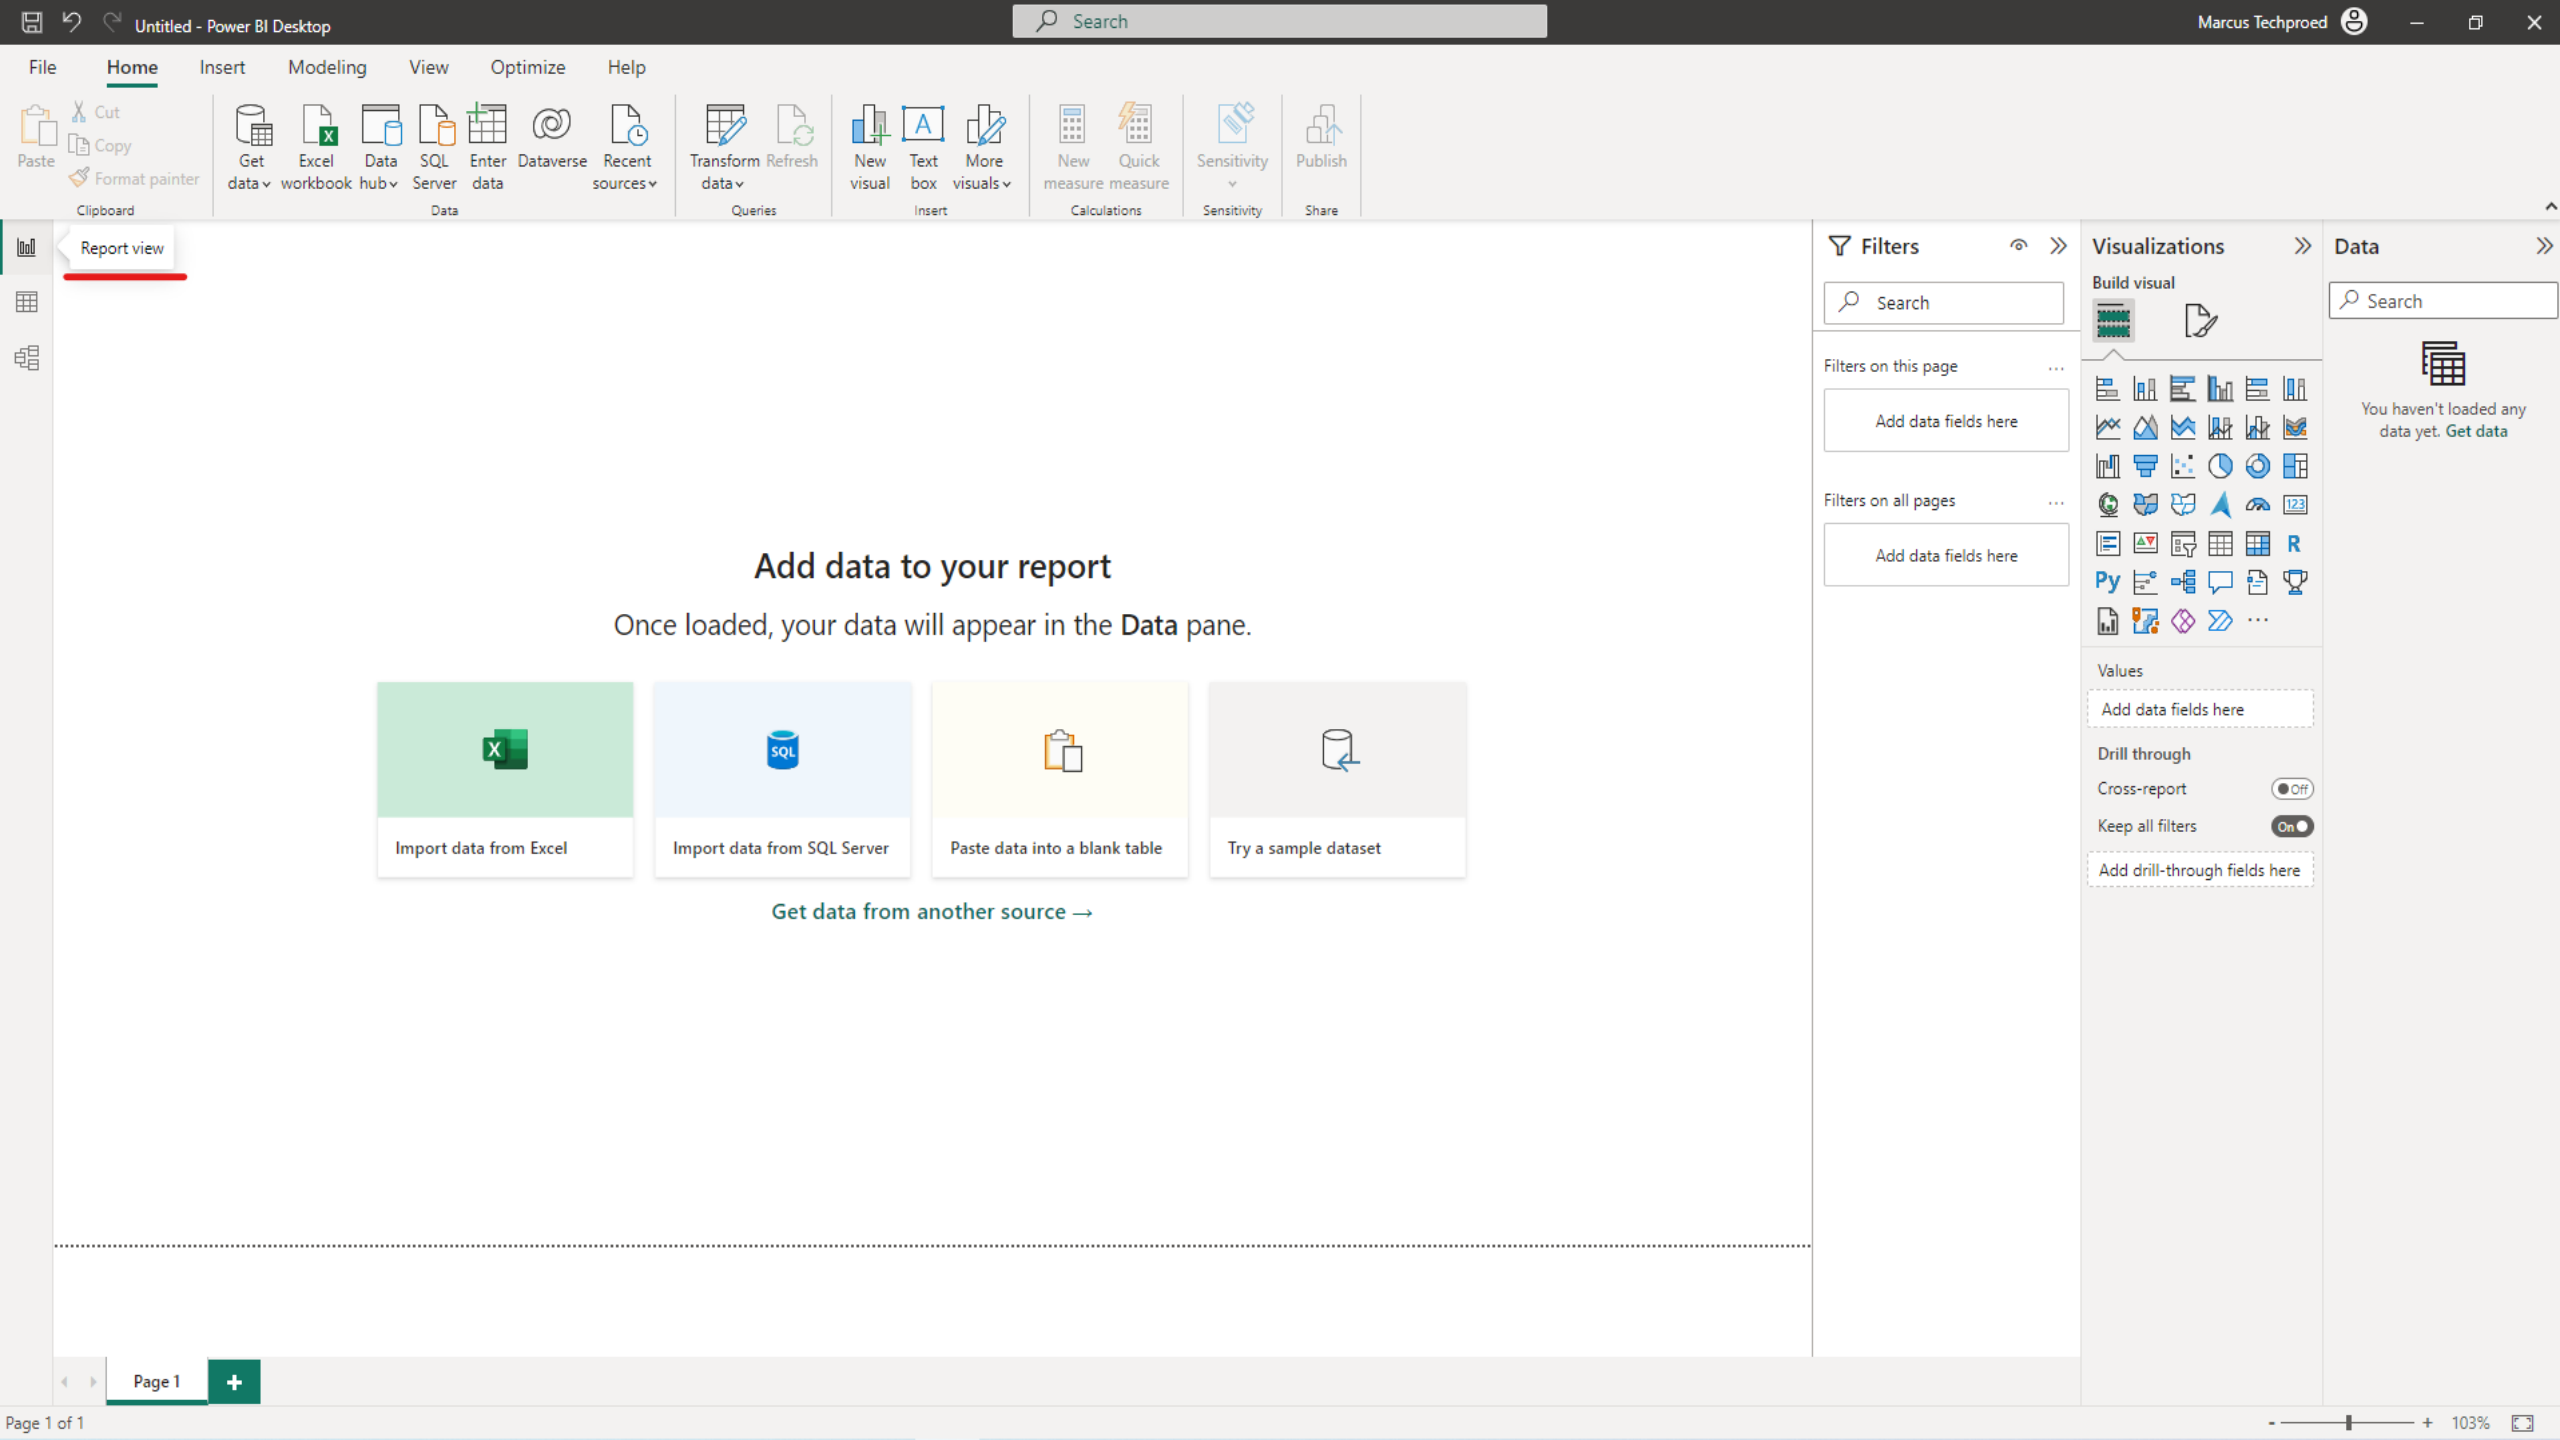 Untitled - Power BI Desktop
Search
Marcus Techproed
File
Home
Insert
Modeling
View
Optimize
Help
Paste
Cut
Copy
Format painter
Clipboard
Get
data
Excel
workbook
Data
hub
SQL
Server
Enter
data
Dataverse
Recent
sources
Data
Transform
data
Refresh
Queries
New
visual
A
Text
box
More
visuals
Insert
New
measure
Quick
measure
Calculations
Sensitivity
Sensitivity
Publish
Share
Report view
Add data to your report
Once loaded, your data will appear in the Data pane.
X
Import data from Excel
SQL
Import data from SQL Server
Paste data into a blank table
Try a sample dataset
Get data from another source →
Filters
Search
Filters on this page
...
Add data fields here
Filters on all pages
...
Add data fields here
Visualizations
Build visual
123
R
Py
...
Values
Add data fields here
Drill through
Cross-report
Off
Keep all filters
On
Add drill-through fields here
Data
Search
You haven't loaded any
data yet. Get data
Page 1
+
Page 1 of 1
- + 103%